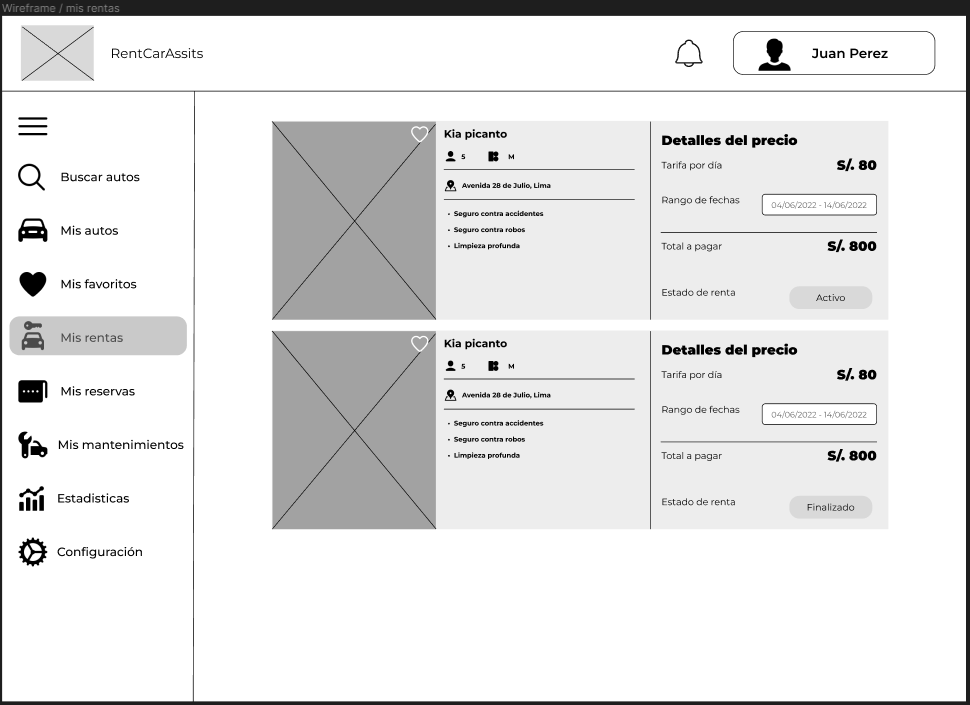 Wireframe / mis rentas
RentCarAssits
Juan Perez
Buscar autos
Mis autos
Mis favoritos
Mis rentas
Mis reservas
Mis mantenimientos
Estadisticas
Configuración
Kia picanto
5 M
Avenida 28 de Julio, Lima
• Seguro contra accidentes
• Seguro contra robos
• Limpieza profunda
Detalles del precio
Tarifa por día S/. 80
Rango de fechas 04/06/2022 - 14/06/2022
Total a pagar S/. 800
Estado de renta Activo
Kia picanto
5 M
Avenida 28 de Julio, Lima
• Seguro contra accidentes
• Seguro contra robos
• Limpieza profunda
Detalles del precio
Tarifa por día S/. 80
Rango de fechas 04/06/2022 - 14/06/2022
Total a pagar S/. 800
Estado de renta Finalizado